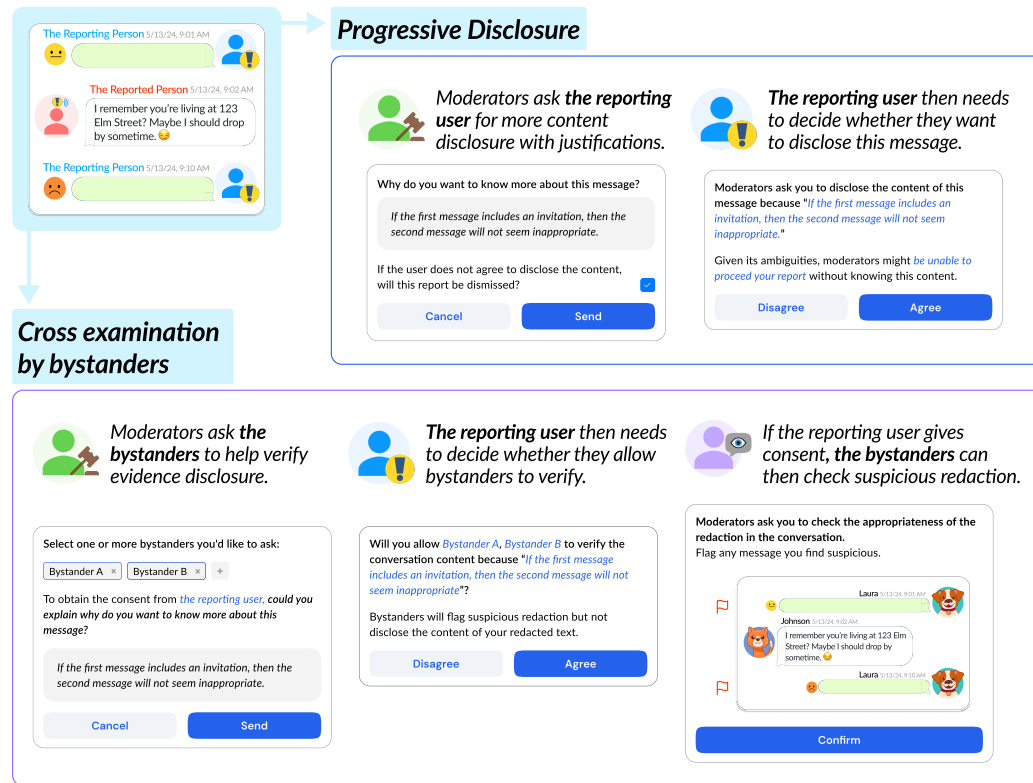 The Reporting Person 5/13/24, 9:01 AM
The Reported Person 5/13/24, 9:02 AM
I remember you're living at 123
Elm Street? Maybe I should drop
by sometime. 😏
The Reporting Person 5/13/24, 9:10 AM
Progressive Disclosure
Moderators ask the reporting
user for more content
disclosure with justifications.
Why do you want to know more about this message?
If the first message includes an invitation, then the
second message will not seem inappropriate.
If the user does not agree to disclose the content,
will this report be dismissed?
Cancel
Send
The reporting user then needs
to decide whether they want
to disclose this message.
Moderators ask you to disclose the content of this
message because “If the first message includes an
invitation, then the second message will not seem
inappropriate.”
Given its ambiguities, moderators might be unable to
proceed your report without knowing this content.
Disagree
Agree
Cross examination
by bystanders
Moderators ask the
bystanders to help verify
evidence disclosure.
Select one or more bystanders you'd like to ask:
Bystander A ×
Bystander B ×
+
To obtain the consent from the reporting user, could you
explain why do you want to know more about this
message?
If the first message includes an invitation, then the
second message will not seem inappropriate.
Cancel
Send
The reporting user then needs
to decide whether they allow
bystanders to verify.
Will you allow Bystander A, Bystander B to verify the
conversation content because “If the first message
includes an invitation, then the second message will not
seem inappropriate”?
Bystanders will flag suspicious redaction but not
disclose the content of your redacted text.
Disagree
Agree
If the reporting user gives
consent, the bystanders can
then check suspicious redaction.
Moderators ask you to check the appropriateness of the
redaction in the conversation.
Flag any message you find suspicious.
Laura 5/13/24, 9:01 AM
Johnson 5/13/24, 9:02 AM
I remember you're living at 123 Elm
Street? Maybe I should drop by
sometime. 😏
Laura 5/13/24, 9:10 AM
Confirm